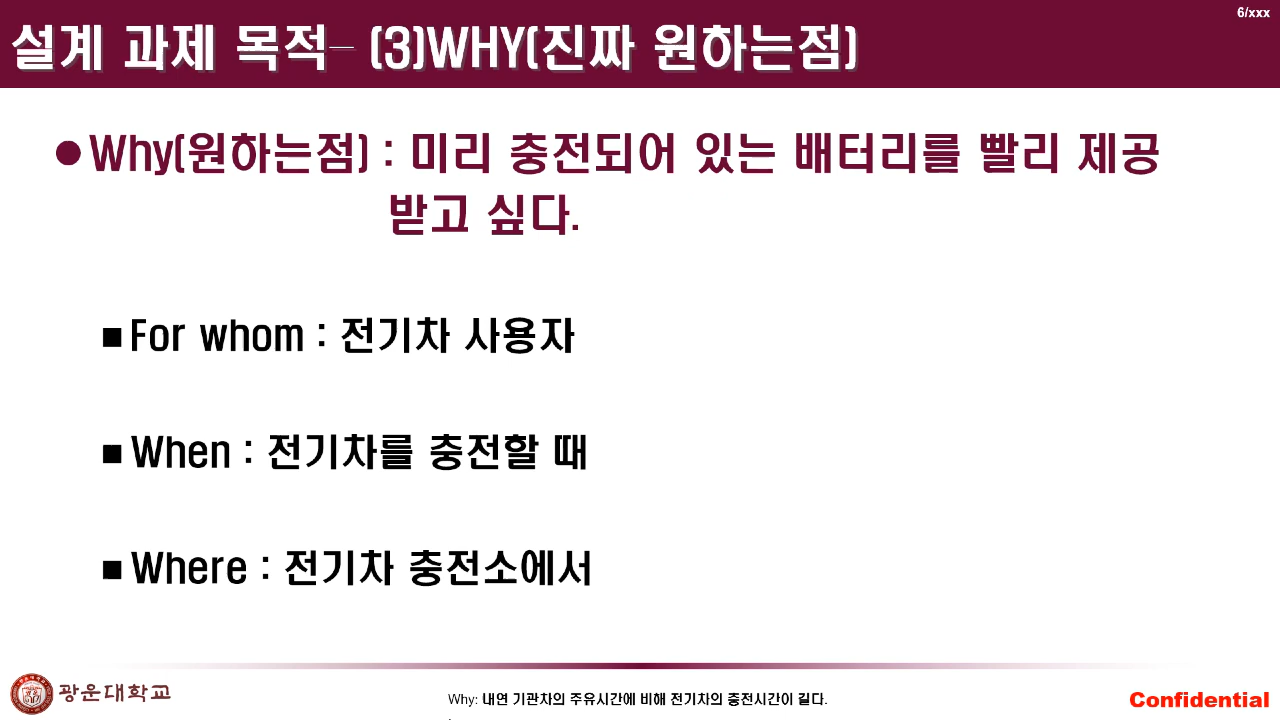 6/xxx
설계 과제 목적– (3)WHY(진짜 원하는점)
●Why(원하는점) : 미리 충전되어 있는 배터리를 빨리 제공
받고 싶다.
■For whom : 전기차 사용자
■When : 전기차를 충전할 때
■Where : 전기차 충전소에서
광운대학교
Why: 내연 기관차의 주유시간에 비해 전기차의 충전시간이 길다.
Confidential